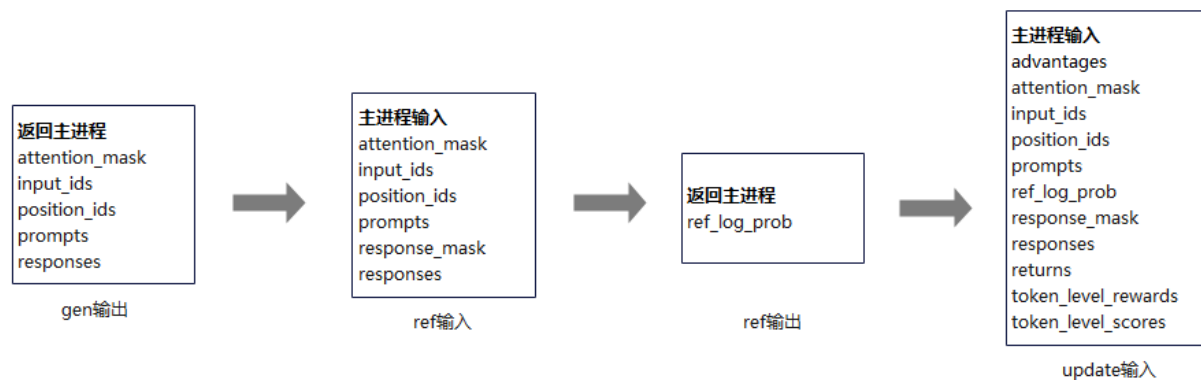 返回主进程
attention_mask
input_ids
position_ids
prompts
responses
gen输出
主进程输入
attention_mask
input_ids
position_ids
prompts
response_mask
responses
ref输入
返回主进程
ref_log_prob
ref输出
主进程输入
advantages
attention_mask
input_ids
position_ids
prompts
ref_log_prob
response_mask
responses
returns
token_level_rewards
token_level_scores
update输入